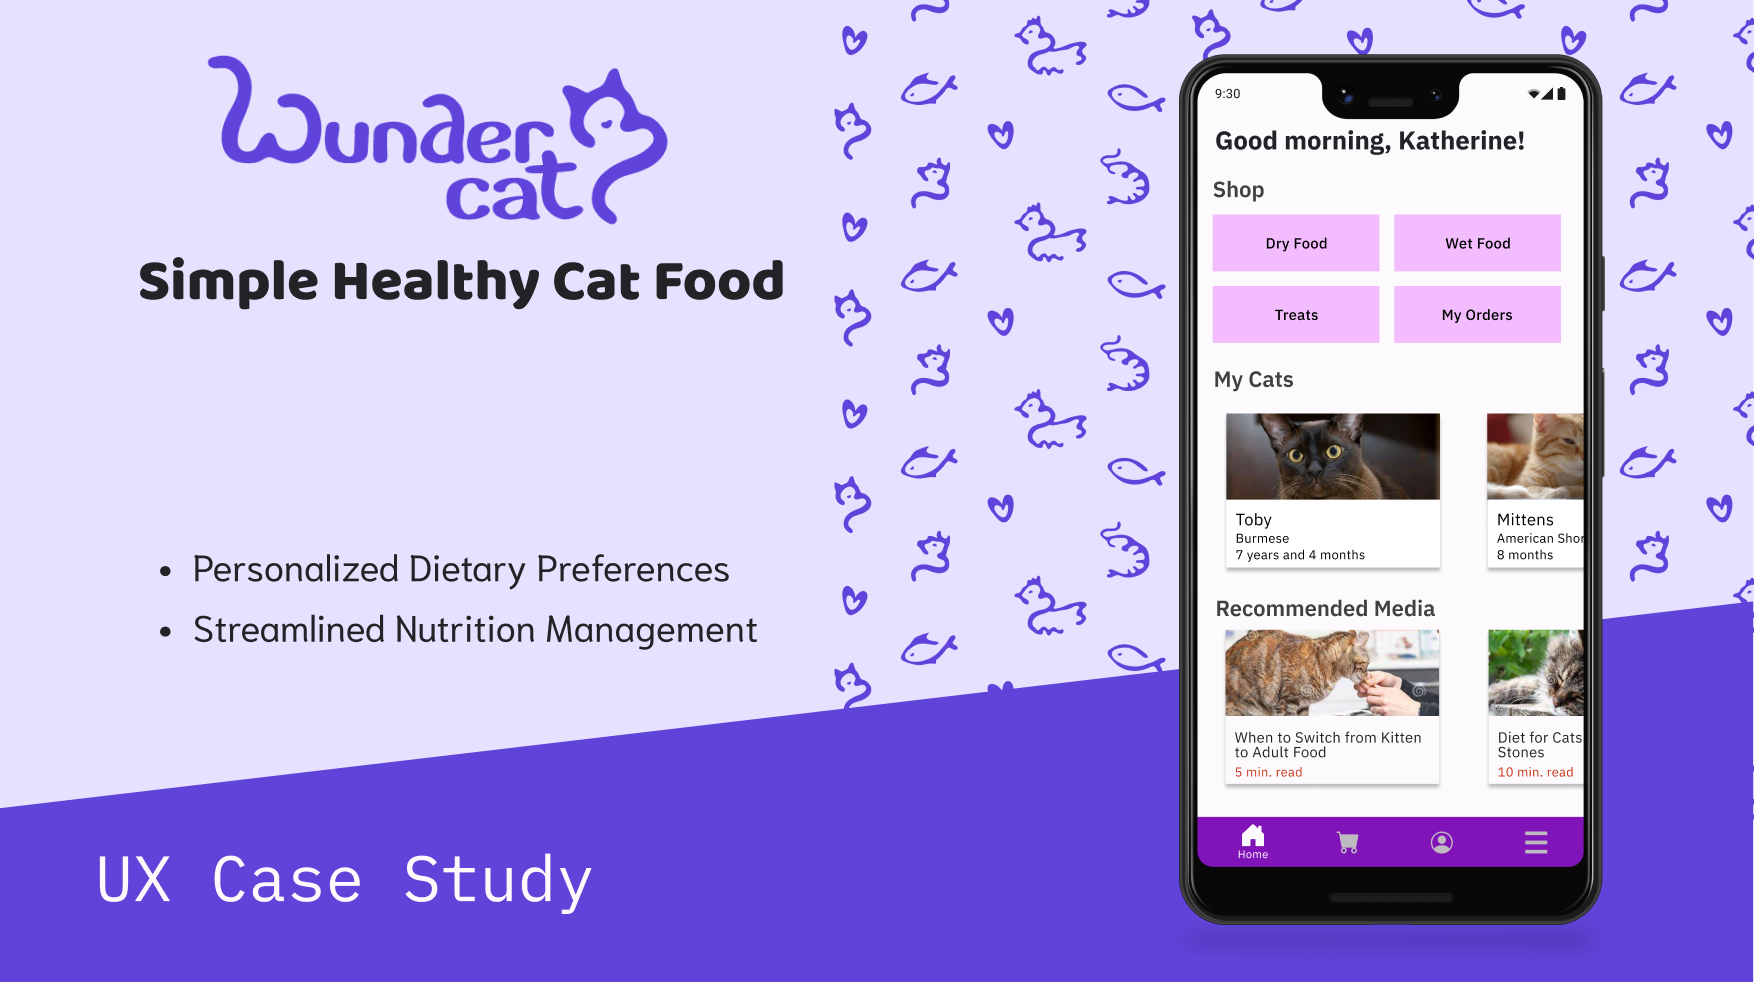 Wunder
cat
Simple Healthy Cat Food
• Personalized Dietary Preferences
• Streamlined Nutrition Management
UX Case Study
9:30
Good morning, Katherine!
Shop
Dry Food
Wet Food
Treats
My Orders
My Cats
Toby
Burmese
7 years and 4 months
Mittens
American Shor
8 months
Recommended Media
When to Switch from Kitten
to Adult Food
5 min. read
Diet for Cats
Stones
10 min. read
Home